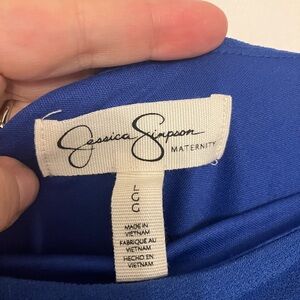 Jessica Simpson
MATERNITY
L
G
G
MADE IN
VIETNAM
FABRIQUE AU
VIETNAM
HECHO EN
VIETNAM